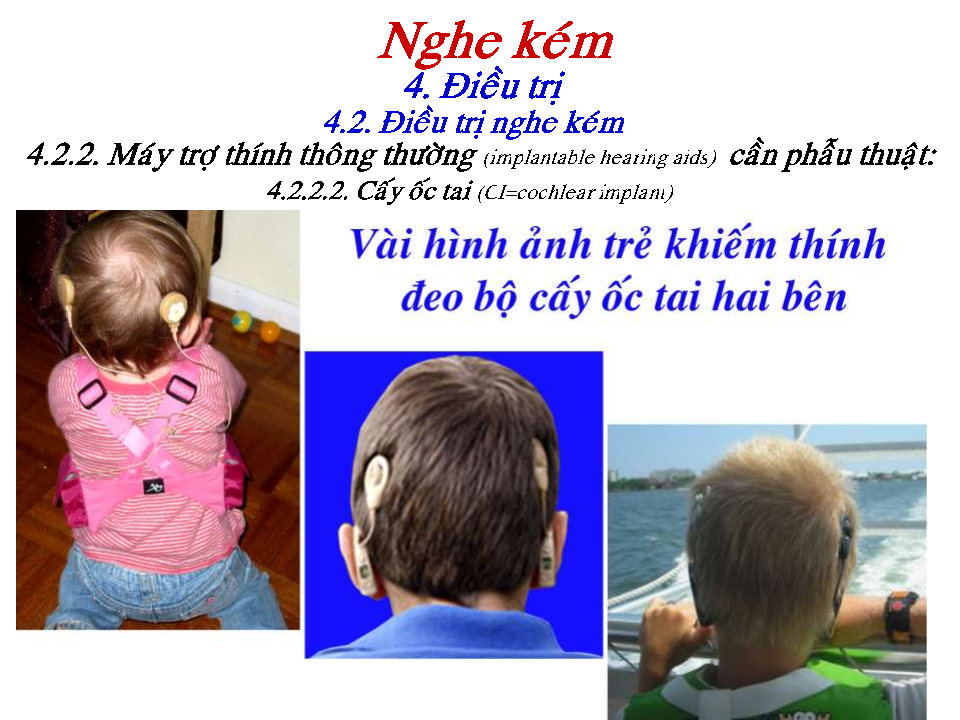 Nghe kém
4. Điều trị
4.2. Điều trị nghe kém
4.2.2. Máy trợ thính thông thường (implantable hearing aids) cần phẫu thuật:
4.2.2.2. Cấy ốc tai (CI=cochlear implant)
Vài hình ảnh trẻ khiếm thính
đeo bộ cấy ốc tai hai bên